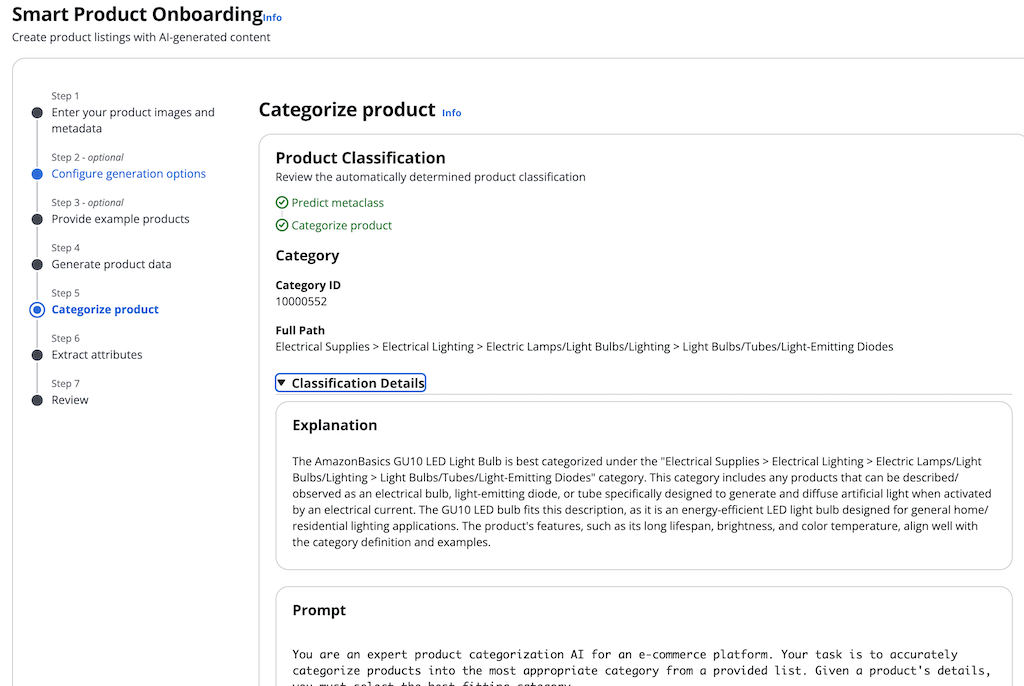 Smart Product Onboarding Info
Create product listings with AI-generated content
Step 1
Enter your product images and
metadata
Step 2 - optional
Configure generation options
Step 3 - optional
Provide example products
Step 4
Generate product data
Step 5
Categorize product
Step 6
Extract attributes
Step 7
Review
Categorize product Info
Product Classification
Review the automatically determined product classification
Predict metaclass
Categorize product
Category
Category ID
10000552
Full Path
Electrical Supplies > Electrical Lighting > Electric Lamps/Light Bulbs/Lighting > Light Bulbs/Tubes/Light-Emitting Diodes
Classification Details
Explanation
The AmazonBasics GU10 LED Light Bulb is best categorized under the "Electrical Supplies > Electrical Lighting > Electric Lamps/Light
Bulbs/Lighting > Light Bulbs/Tubes/Light-Emitting Diodes" category. This category includes any products that can be described/
observed as an electrical bulb, light-emitting diode, or tube specifically designed to generate and diffuse artificial light when activated
by an electrical current. The GU10 LED bulb fits this description, as it is an energy-efficient LED light bulb designed for general home/
residential lighting applications. The product's features, such as its long lifespan, brightness, and color temperature, align well with
the category definition and examples.
Prompt
You are an expert product categorization AI for an e-commerce platform. Your task is to accurately
categorize products into the most appropriate category from a provided list. Given a product's details,
you must select the best fitting category